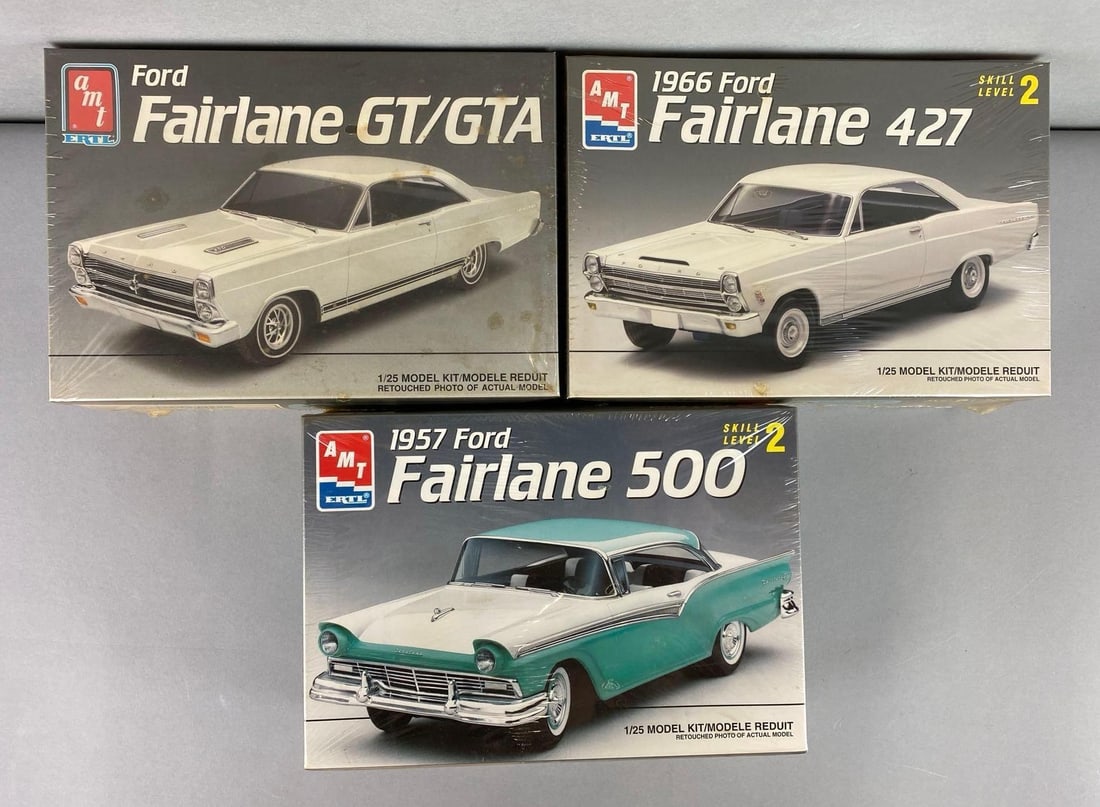 amt
ERTL
Ford
Fairlane GT/GTA
1/25 MODEL KIT/MODELE REDUIT
RETOUCHED PHOTO OF ACTUAL MODEL
AMT
ERTL
1966 Ford
Fairlane 427
SKILL
LEVEL 2
FORD
1/25 MODEL KIT/MODELE REDUIT
RETOUCHED PHOTO OF ACTUAL MODEL
AMT
ERTL
1957 Ford
Fairlane 500
SKILL
LEVEL 2
1/25 MODEL KIT/MODELE REDUIT
RETOUCHED PHOTO OF ACTUAL MODEL